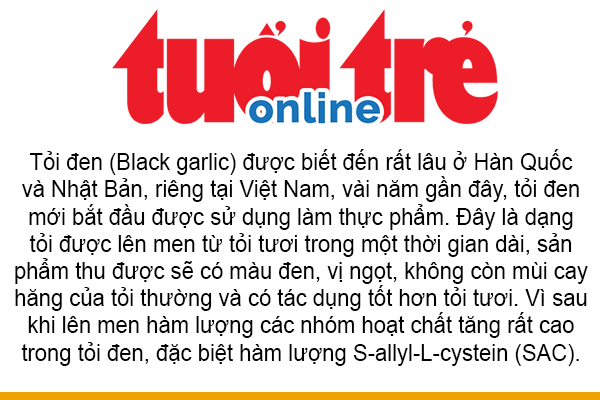 tuổi trẻ
online
Tỏi đen (Black garlic) được biết đến rất lâu ở Hàn Quốc
và Nhật Bản, riêng tại Việt Nam, vài năm gần đây, tỏi đen
mới bắt đầu được sử dụng làm thực phẩm. Đây là dạng
tỏi được lên men từ tỏi tươi trong một thời gian dài, sản
phẩm thu được sẽ có màu đen, vị ngọt, không còn mùi cay
hăng của tỏi thường và có tác dụng tốt hơn tỏi tươi. Vì sau
khi lên men hàm lượng các nhóm hoạt chất tăng rất cao
trong tỏi đen, đặc biệt hàm lượng S-allyl-L-cystein (SAC).